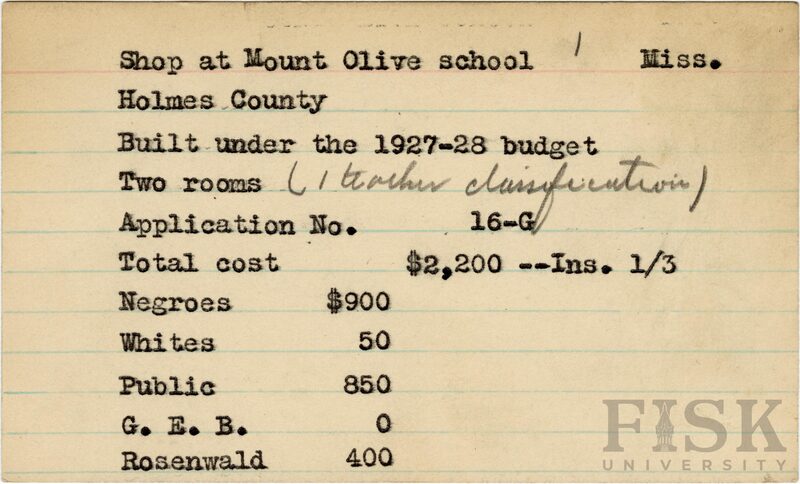 Shop at Mount Olive school 1 Miss.
Holmes County
Built under the 1927-28 budget
Two rooms (1 teacher classification)
Application No. 16-G
Total cost $2,200 --Ins. 1/3
Negroes $900
Whites 50
Public 850
G. E. B. 0
Rosenwald 400
FISK
UNIVERSITY